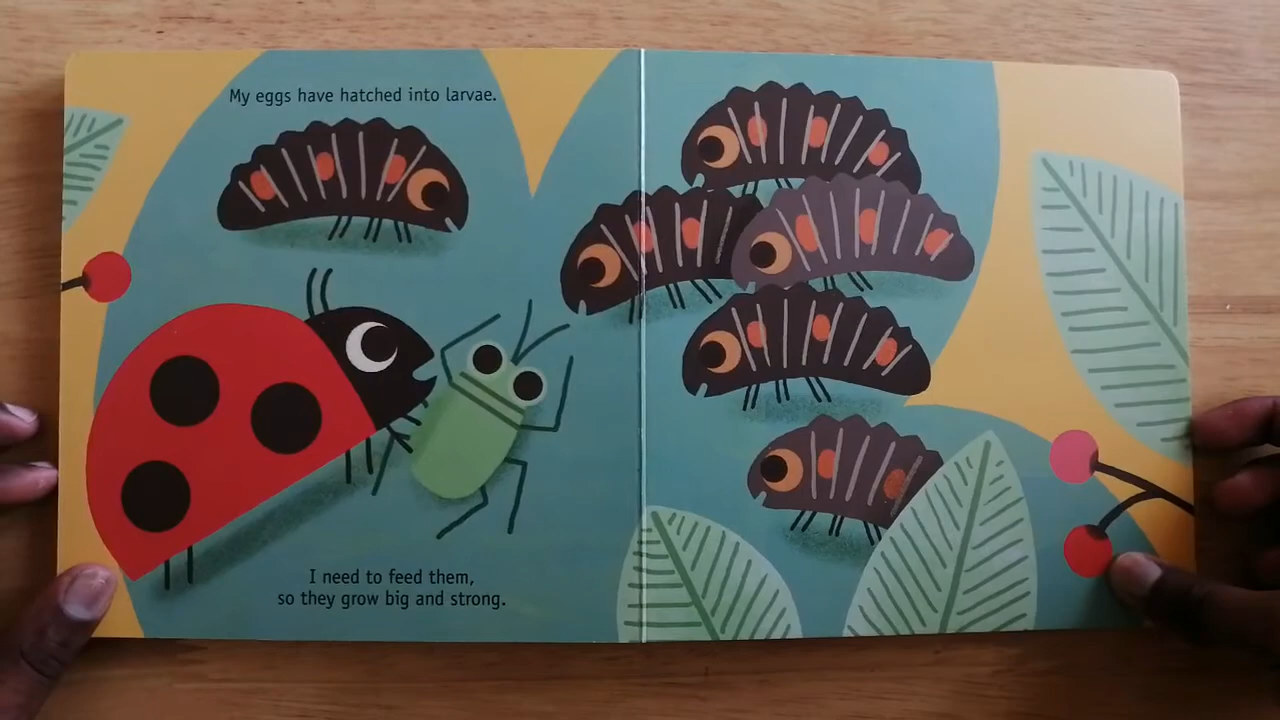 My eggs have hatched into larvae.
I need to feed them,
so they grow big and strong.